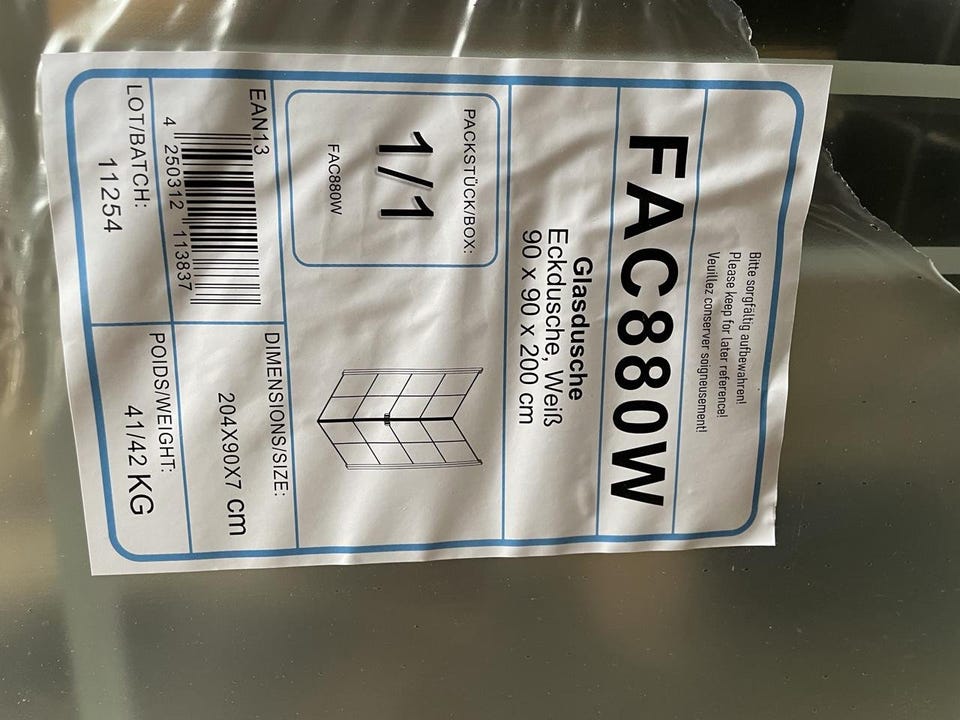 Bitte sorgfältig aufbewahren!
Please keep for later reference!
Veuillez conserver soigneusement!
FAC880W
Glasdusche
Eckdusche, Weiß
90 x 90 x 200 cm
PACKSTÜCK/BOX:
1/1
FAC880W
EAN13
4 250312 113837
DIMENSIONS/SIZE:
204X90X7 cm
LOT/BATCH:
11254
POIDS/WEIGHT:
41/42 KG